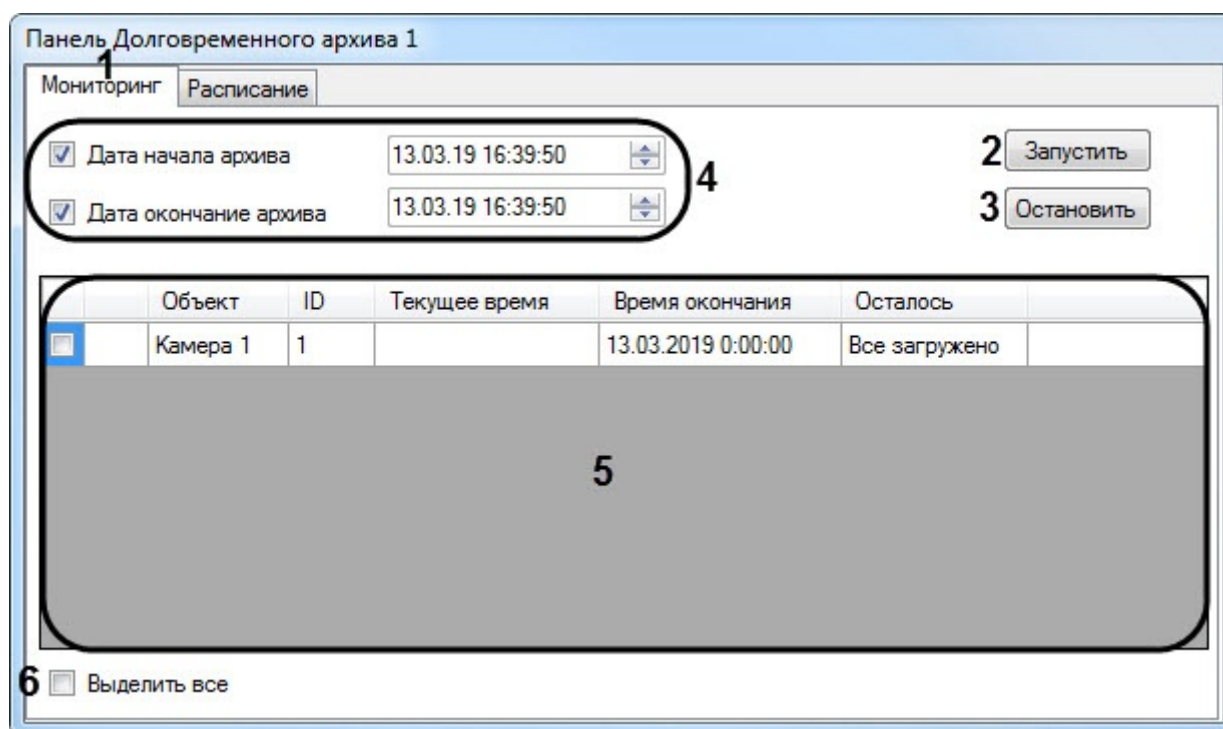 Панель Долговременного архива 1
1
Мониторинг Расписание
Дата начала архива 13.03.19 16:39:50 2 Запустить
4
Дата окончание архива 13.03.19 16:39:50 3 Остановить
Объект ID Текущее время Время окончания Осталось
Камера 1 1 13.03.2019 0:00:00 Все загружено
5
6 Выделить все